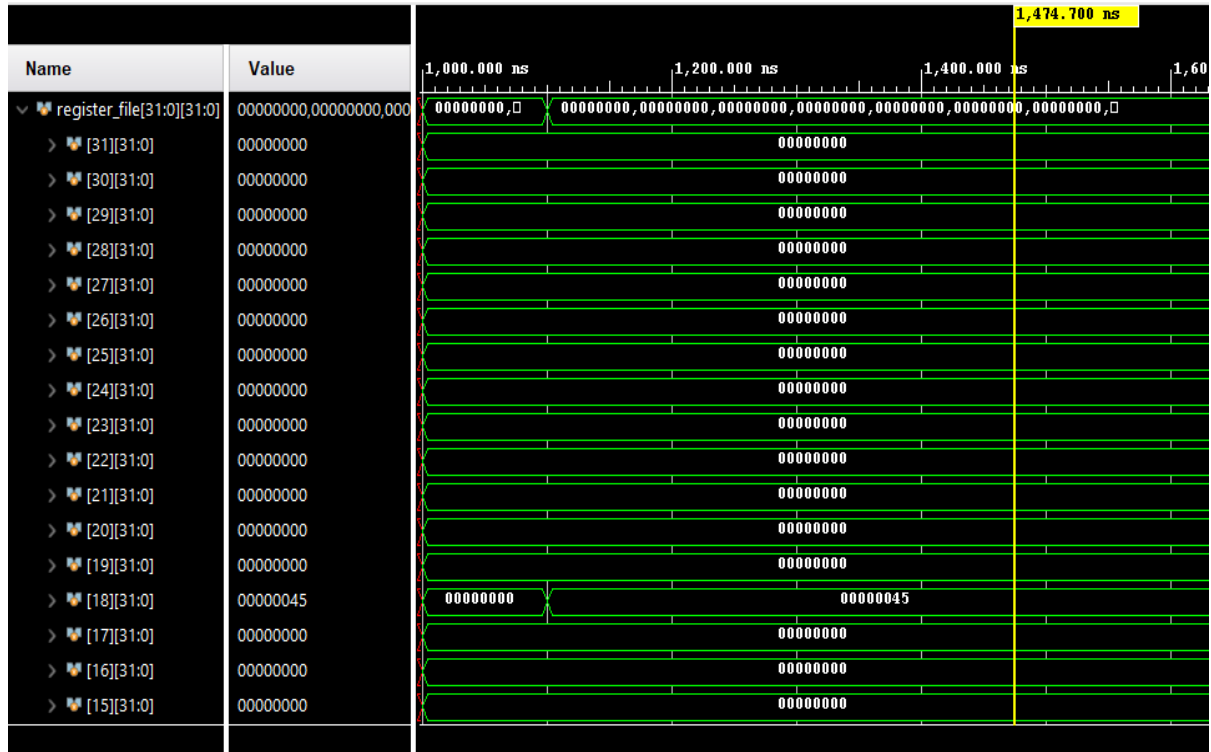 1,474.700 ns
Name Value 1,000.000 ns 1,200.000 ns 1,400.000 ns 1,60
register_file[31:0][31:0] 00000000,00000000,000 00000000,▯ 00000000,00000000,00000000,00000000,00000000,00000000,00000000,▯
[31][31:0] 00000000 00000000
[30][31:0] 00000000 00000000
[29][31:0] 00000000 00000000
[28][31:0] 00000000 00000000
[27][31:0] 00000000 00000000
[26][31:0] 00000000 00000000
[25][31:0] 00000000 00000000
[24][31:0] 00000000 00000000
[23][31:0] 00000000 00000000
[22][31:0] 00000000 00000000
[21][31:0] 00000000 00000000
[20][31:0] 00000000 00000000
[19][31:0] 00000000 00000000
[18][31:0] 00000045 00000000 00000045
[17][31:0] 00000000 00000000
[16][31:0] 00000000 00000000
[15][31:0] 00000000 00000000